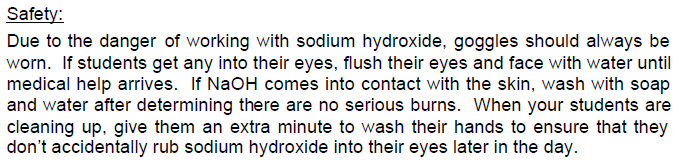 Safety:
Due to the danger of working with sodium hydroxide, goggles should always be
worn.  If students get any into their eyes, flush their eyes and face with water until
medical help arrives.  If NaOH comes into contact with the skin, wash with soap
and water after determining there are no serious burns.  When your students are
cleaning up, give them an extra minute to wash their hands to ensure that they
don't accidentally rub sodium hydroxide into their eyes later in the day.